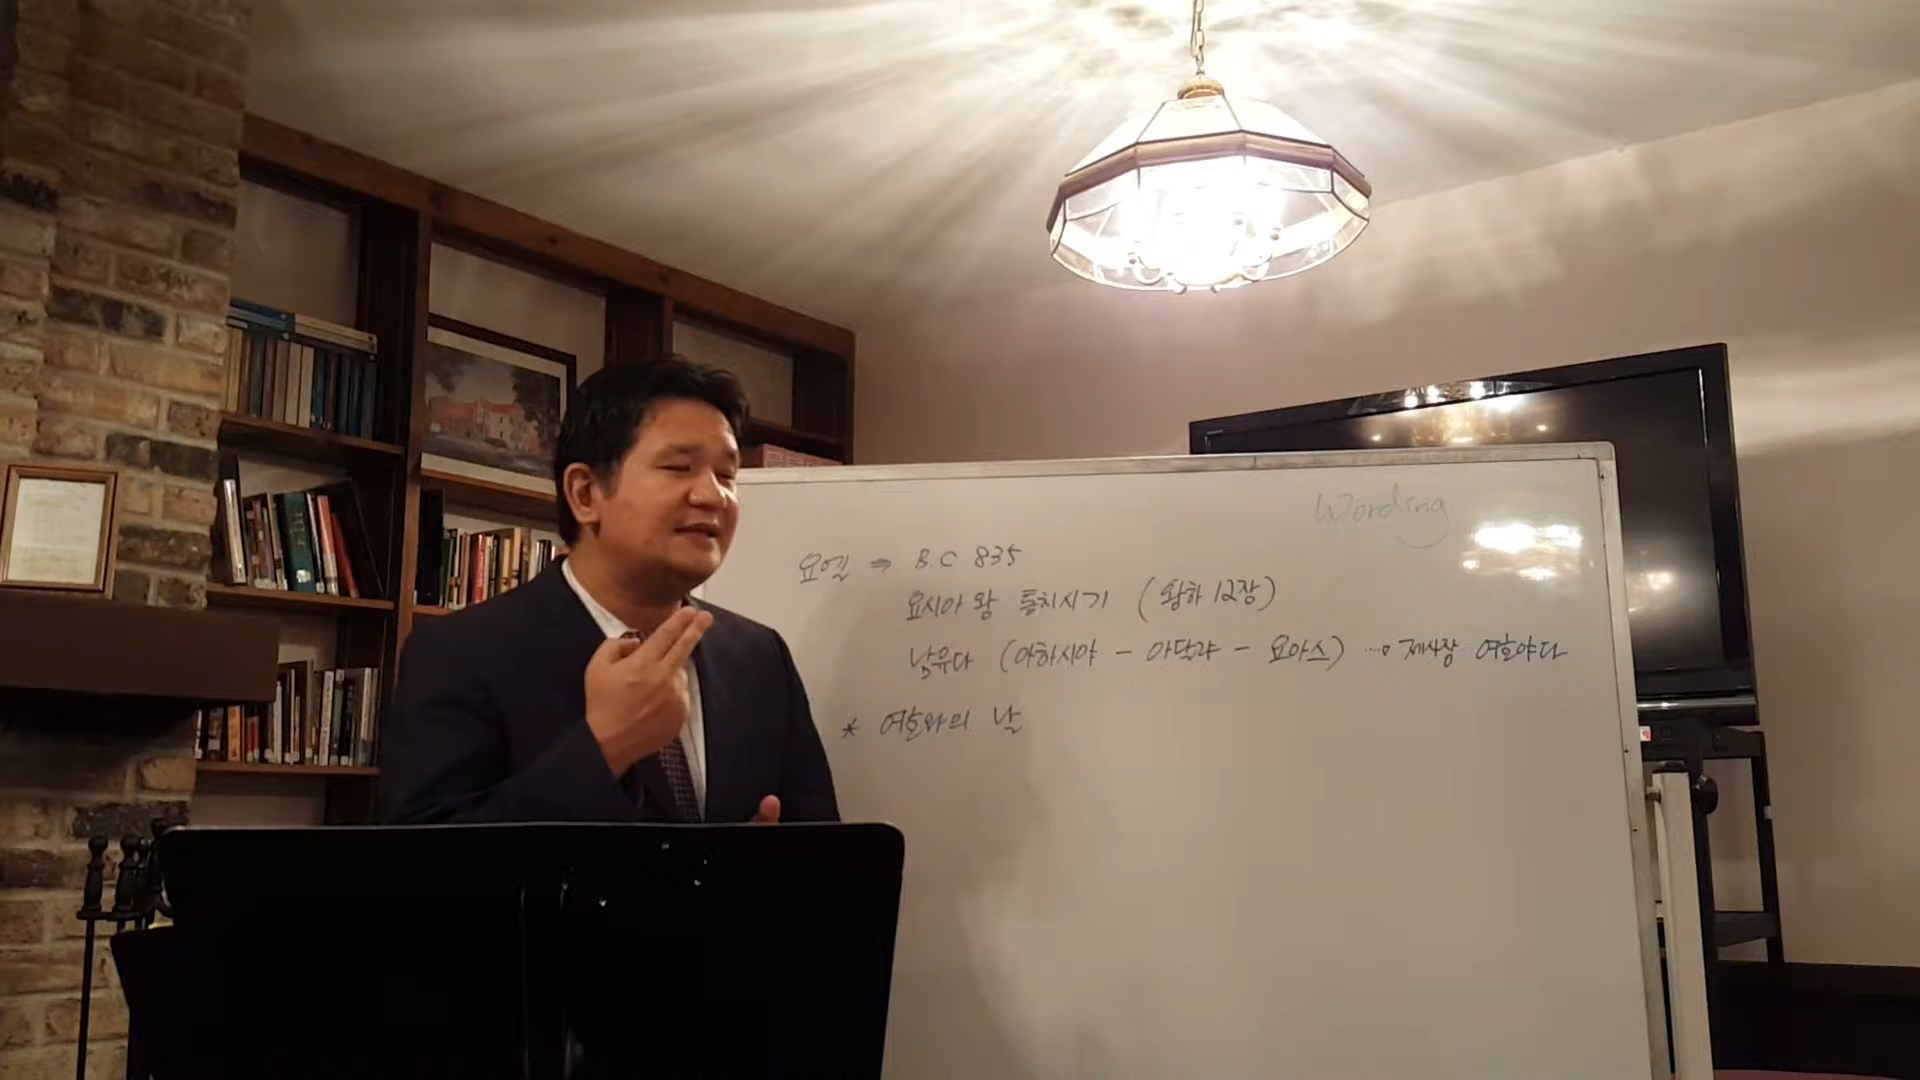 Wording
요엘 ⇒ B.C 835
요시아 왕 통치시기 (왕하 12장)
남유다 (아하시야 - 아달랴 - 요아스) ...→ 제사장 여호야다
* 여호와의 날